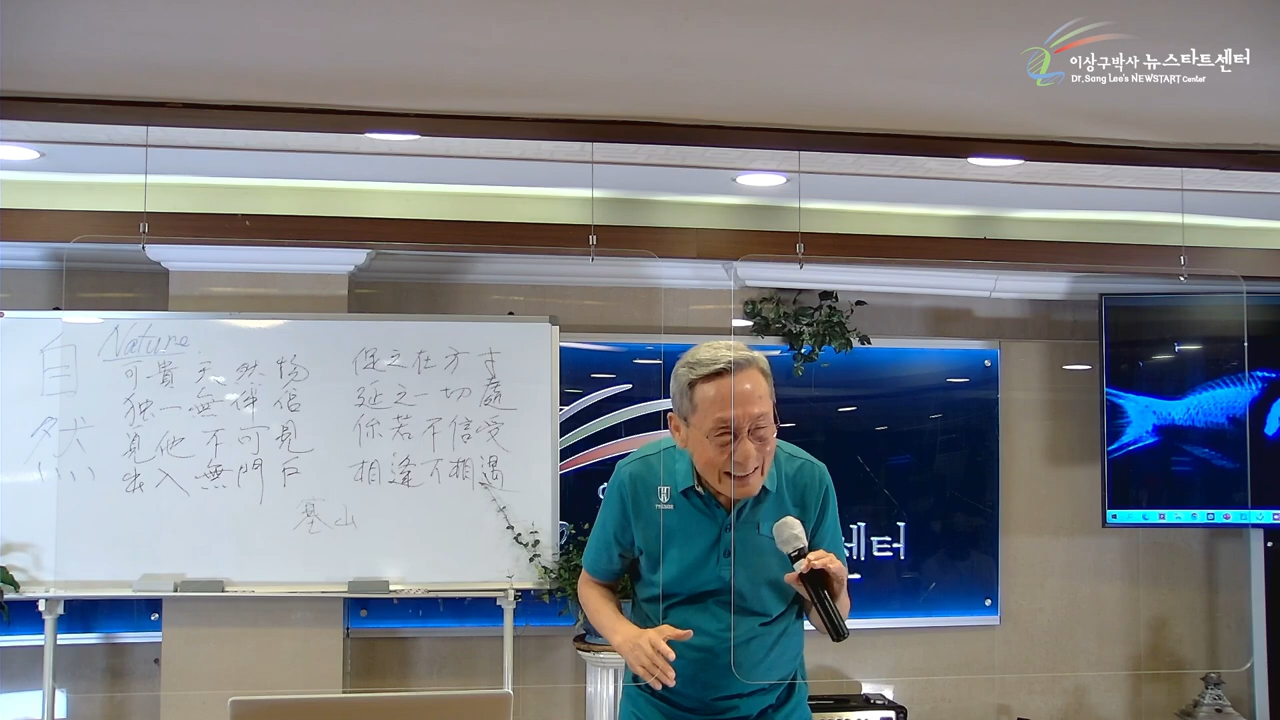 이상구박사 뉴스타트센터
Dr. Sang Lee's NEWSTART Center
自然
Nature
可貴天然物
独一無伴侶
見他不可見
出入無門戸
促之在方寸
延之一切處
你若不信受
相逢不相遇
寒山
센터